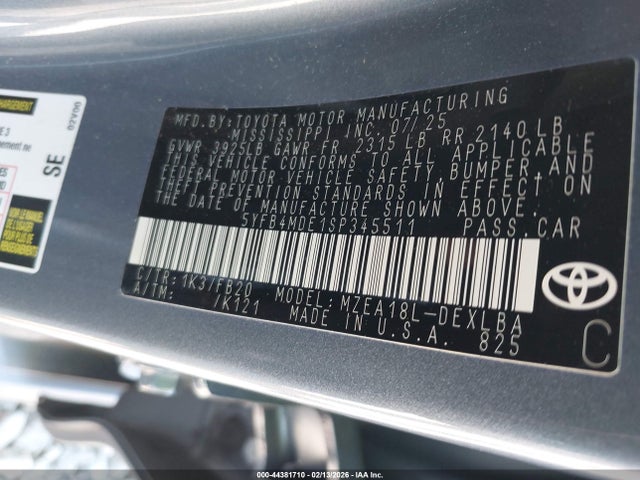 MFD. BY: TOYOTA MOTOR MANUFACTURING
MISSISSIPPI INC. 07/25
GVWR 3925LB GAWR FR 2315 LB RR 2140 LB
THIS VEHICLE CONFORMS TO ALL APPLICABLE
FEDERAL MOTOR VEHICLE SAFETY, BUMPER, AND
THEFT PREVENTION STANDARDS IN EFFECT ON
THE DATE OF MANUFACTURE SHOWN ABOVE.
5YFB4MDE1SP345511 PASS.CAR
C/TR: 1K3/FB20 MODEL: MZEA18L-DEXLBA
A/TM: /K121 MADE IN U.S.A. 825
TOYOTA
C
02V00
SE
000-44381710 | 02/13/2026 - IAA Inc.